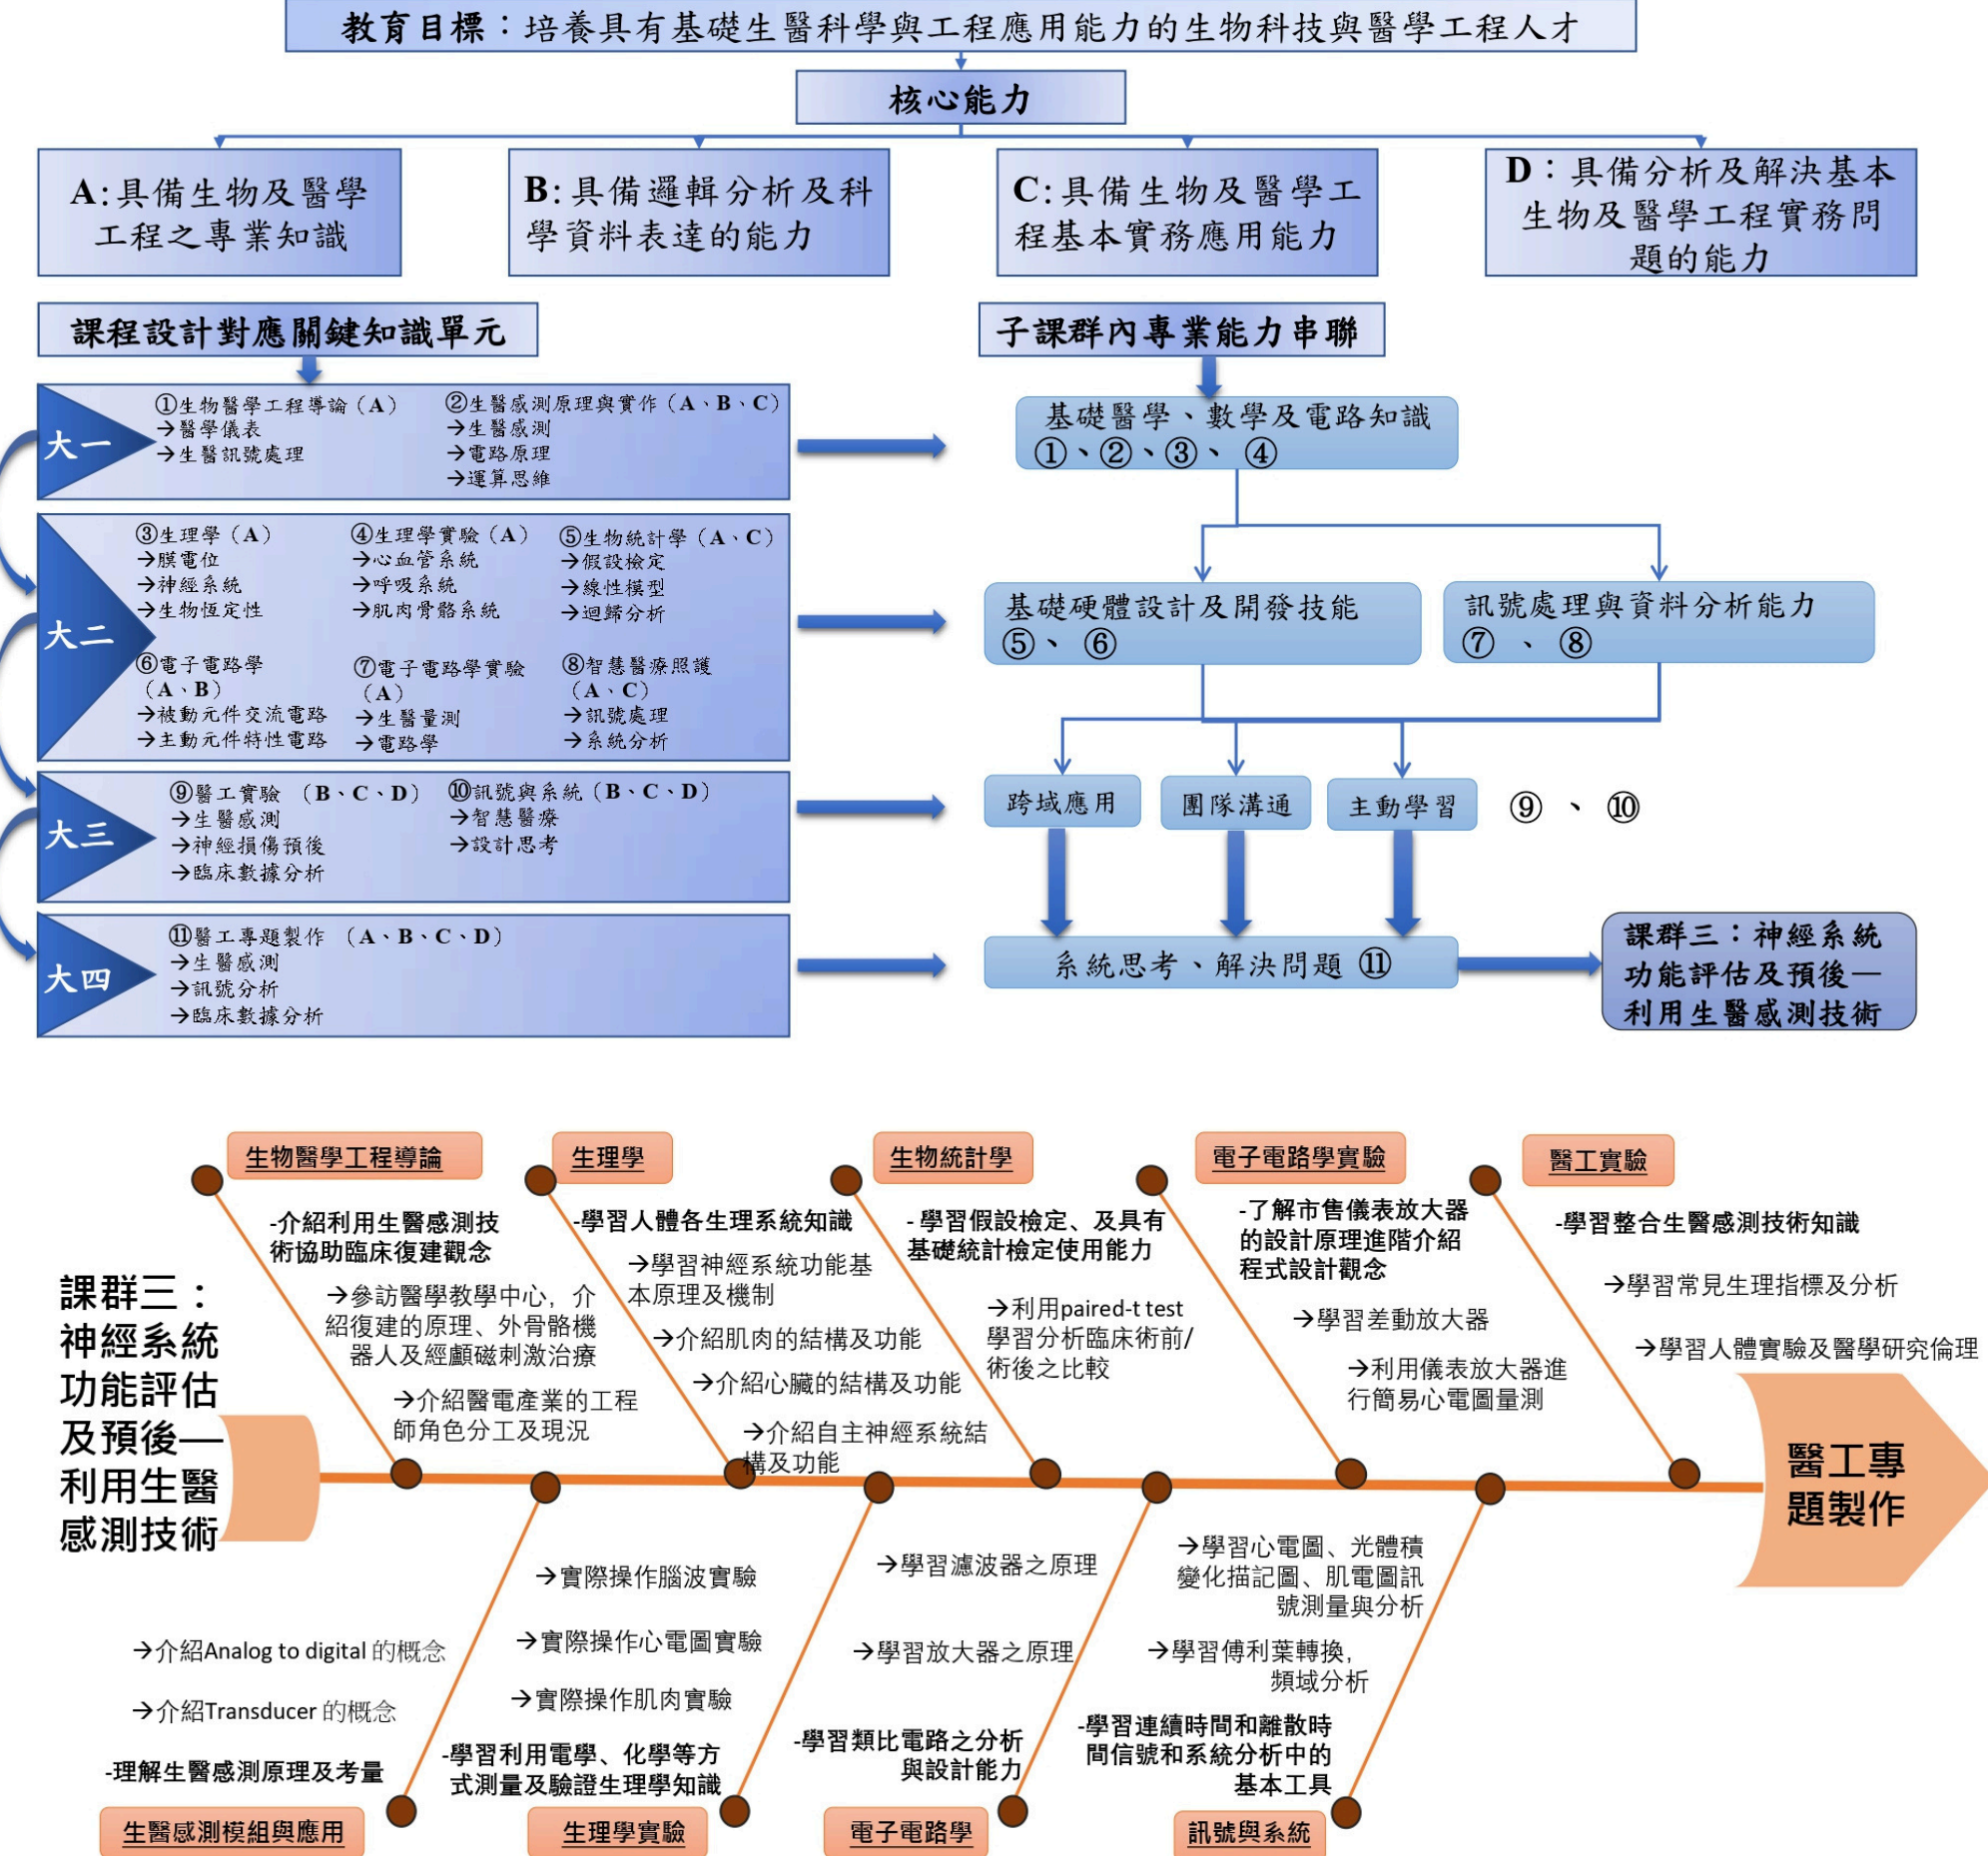 教育目標：培養具有基礎生醫科學與工程應用能力的生物科技與醫學工程人才
核心能力
A:具備生物及醫學
工程之專業知識
B:具備邏輯分析及科
學資料表達的能力
C:具備生物及醫學工
程基本實務應用能力
D：具備分析及解決基本
生物及醫學工程實務問
題的能力
課程設計對應關鍵知識單元
大一
①生物醫學工程導論（A）
→醫學儀表
→生醫訊號處理
②生醫感測原理與實作（A、B、C）
→生醫感測
→電路原理
→運算思維
大二
③生理學（A）
→膜電位
→神經系統
→生物恆定性
④生理學實驗（A）
→心血管系統
→呼吸系統
→肌肉骨骼系統
⑤生物統計學（A、C）
→假設檢定
→線性模型
→迴歸分析
⑥電子電路學
（A、B）
→被動元件交流電路
→主動元件特性電路
⑦電子電路學實驗
（A）
→生醫量測
→電路學
⑧智慧醫療照護
（A、C）
→訊號處理
→系統分析
大三
⑨醫工實驗 （B、C、D）
→生醫感測
→神經損傷預後
→臨床數據分析
⑩訊號與系統（B、C、D）
→智慧醫療
→設計思考
大四
⑪醫工專題製作 （A、B、C、D）
→生醫感測
→訊號分析
→臨床數據分析
子課群內專業能力串聯
基礎醫學、數學及電路知識
①、②、③、 ④
基礎硬體設計及開發技能
⑤、 ⑥
訊號處理與資料分析能力
⑦ 、 ⑧
跨域應用
團隊溝通
主動學習
⑨ 、 ⑩
系統思考、解決問題 ⑪
課群三：神經系統
功能評估及預後—
利用生醫感測技術
課群三：
神經系統
功能評估
及預後—
利用生醫
感測技術
生物醫學工程導論
-介紹利用生醫感測技
術協助臨床復建觀念
→參訪醫學教學中心，介
紹復建的原理、外骨骼機
器人及經顱磁刺激治療
→介紹醫電產業的工程
師角色分工及現況
生理學
-學習人體各生理系統知識
→學習神經系統功能基
本原理及機制
→介紹肌肉的結構及功能
→介紹心臟的結構及功能
→介紹自主神經系統結
構及功能
生物統計學
- 學習假設檢定、及具有
基礎統計檢定使用能力
→利用paired-t test
學習分析臨床術前/
術後之比較
電子電路學實驗
-了解市售儀表放大器
的設計原理進階介紹
程式設計觀念
→學習差動放大器
→利用儀表放大器進
行簡易心電圖量測
醫工實驗
-學習整合生醫感測技術知識
→學習常見生理指標及分析
→學習人體實驗及醫學研究倫理
醫工專
題製作
→介紹Analog to digital 的概念
→介紹Transducer 的概念
-理解生醫感測原理及考量
生醫感測模組與應用
→實際操作腦波實驗
→實際操作心電圖實驗
→實際操作肌肉實驗
-學習利用電學、化學等方
式測量及驗證生理學知識
生理學實驗
→學習濾波器之原理
→學習放大器之原理
-學習類比電路之分析
與設計能力
電子電路學
→學習心電圖、光體積
變化描記圖、肌電圖訊
號測量與分析
→學習傅利葉轉換，
頻域分析
-學習連續時間和離散時
間信號和系統分析中的
基本工具
訊號與系統